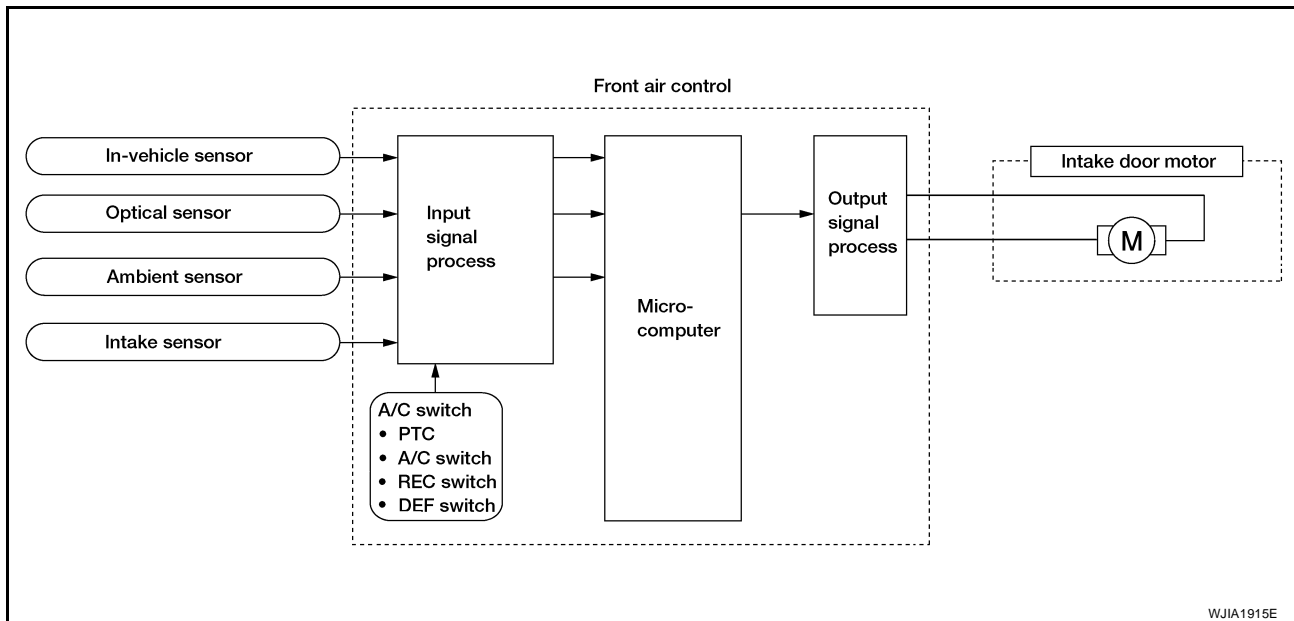 Front air control
In-vehicle sensor
Optical sensor
Ambient sensor
Intake sensor
Input
signal
process
A/C switch
• PTC
• A/C switch
• REC switch
• DEF switch
Micro-
computer
Output
signal
process
Intake door motor
M
WJIA1915E